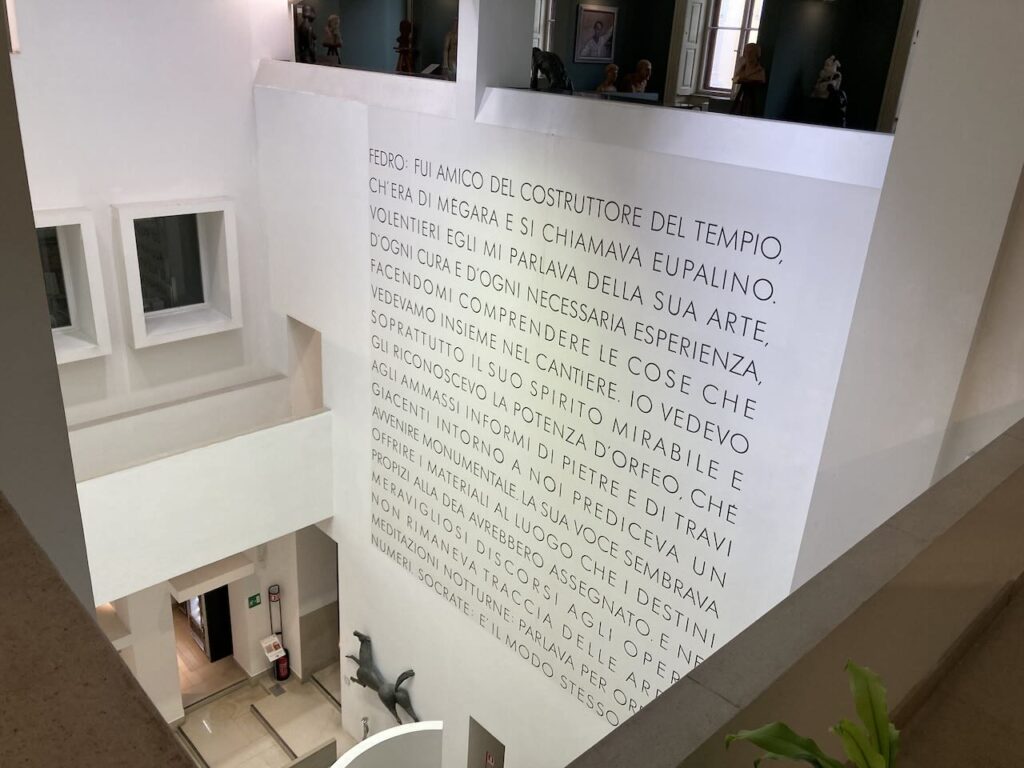 FEDRO: FUI AMICO DEL COSTRUTTORE DEL TEMPIO,
CH'ERA DI MEGARA E SI CHIAMAVA EUPALINO.
VOLENTIERI EGLI MI PARLAVA DELLA SUA ARTE,
D'OGNI CURA E D'OGNI NECESSARIA ESPERIENZA,
FACENDOMI COMPRENDERE LE COSE CHE
VEDEVAMO INSIEME NEL CANTIERE. IO VEDEVO
SOPRATTUTTO IL SUO SPIRITO MIRABILE E
GLI RICONOSCEVO LA POTENZA D'ORFEO, CHÉ
AGLI AMMASSI INFORMI DI PIETRE E DI TRAVI
GIACENTI INTORNO A NOI PREDICEVA UN
AVVENIRE MONUMENTALE. LA SUA VOCE SEMBRAVA
OFFRIRE I MATERIALI AL LUOGO CHE I DESTINI
PROPIZI ALLA DEA AVREBBERO ASSEGNATO. E NEI
MERAVIGLIOSI DISCORSI AGLI
NON RIMANEVA TRACCIA DELLE
MEDITAZIONI NOTTURNE: PARLAVA PER
NUMERI. SOCRATE: E' IL MODO STESSO